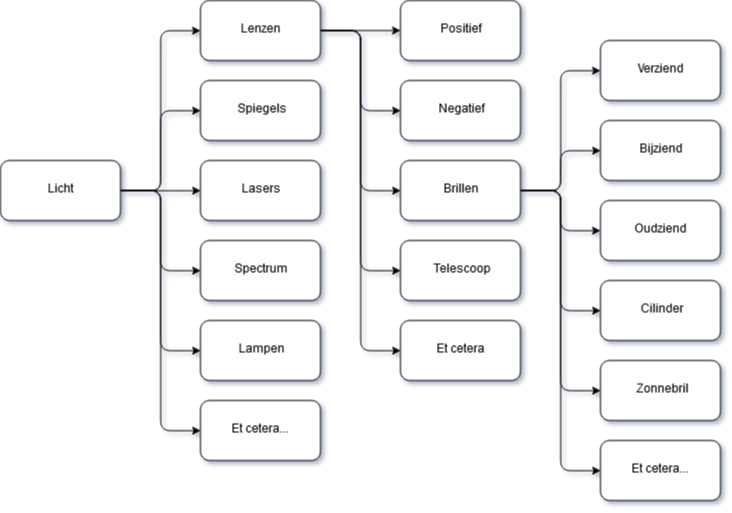 Licht
Lenzen
Spiegels
Lasers
Spectrum
Lampen
Et cetera...
Positief
Negatief
Brillen
Telescoop
Et cetera
Verziend
Bijziend
Oudziend
Cilinder
Zonnebril
Et cetera...